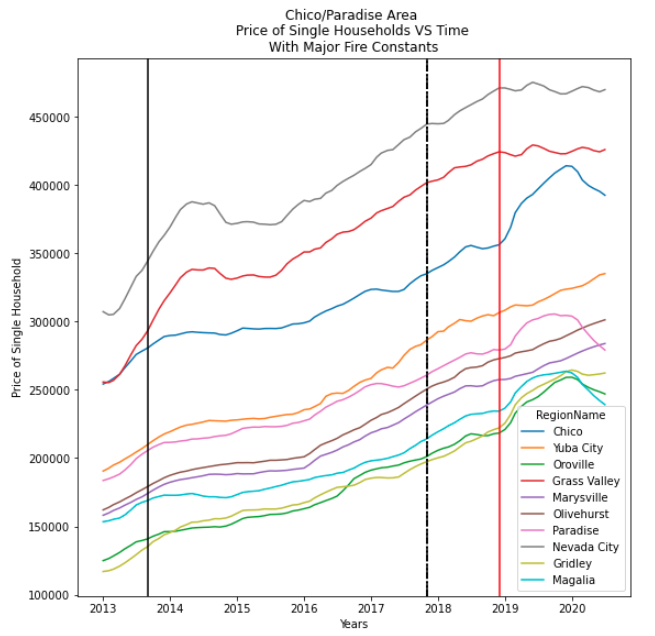 Chico/Paradise Area
Price of Single Households VS Time
With Major Fire Constants
Price of Single Household
450000
400000
350000
300000
250000
200000
150000
100000
RegionName
Chico
Yuba City
Oroville
Grass Valley
Marysville
Olivehurst
Paradise
Nevada City
Gridley
Magalia
2013 2014 2015 2016 2017 2018 2019 2020
Years